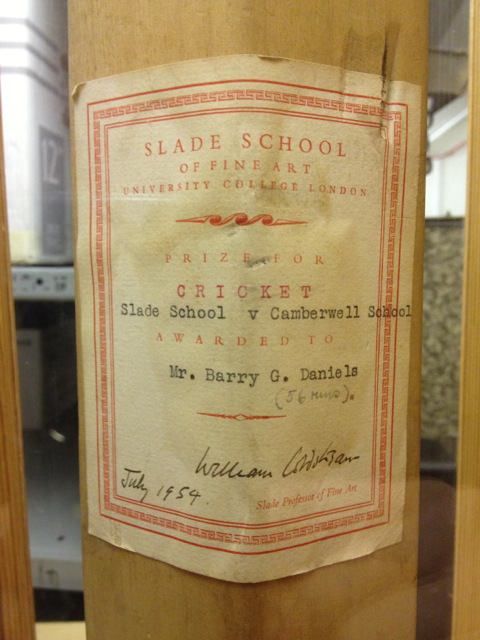 SLADE SCHOOL
OF FINE ART
UNIVERSITY COLLEGE LONDON
PRIZE FOR
CRICKET
Slade School v Camberwell School
AWARDED TO
Mr. Barry G. Daniels
(56 runs).
William Coldstream
July 1954.
Slade Professor of Fine Art
12